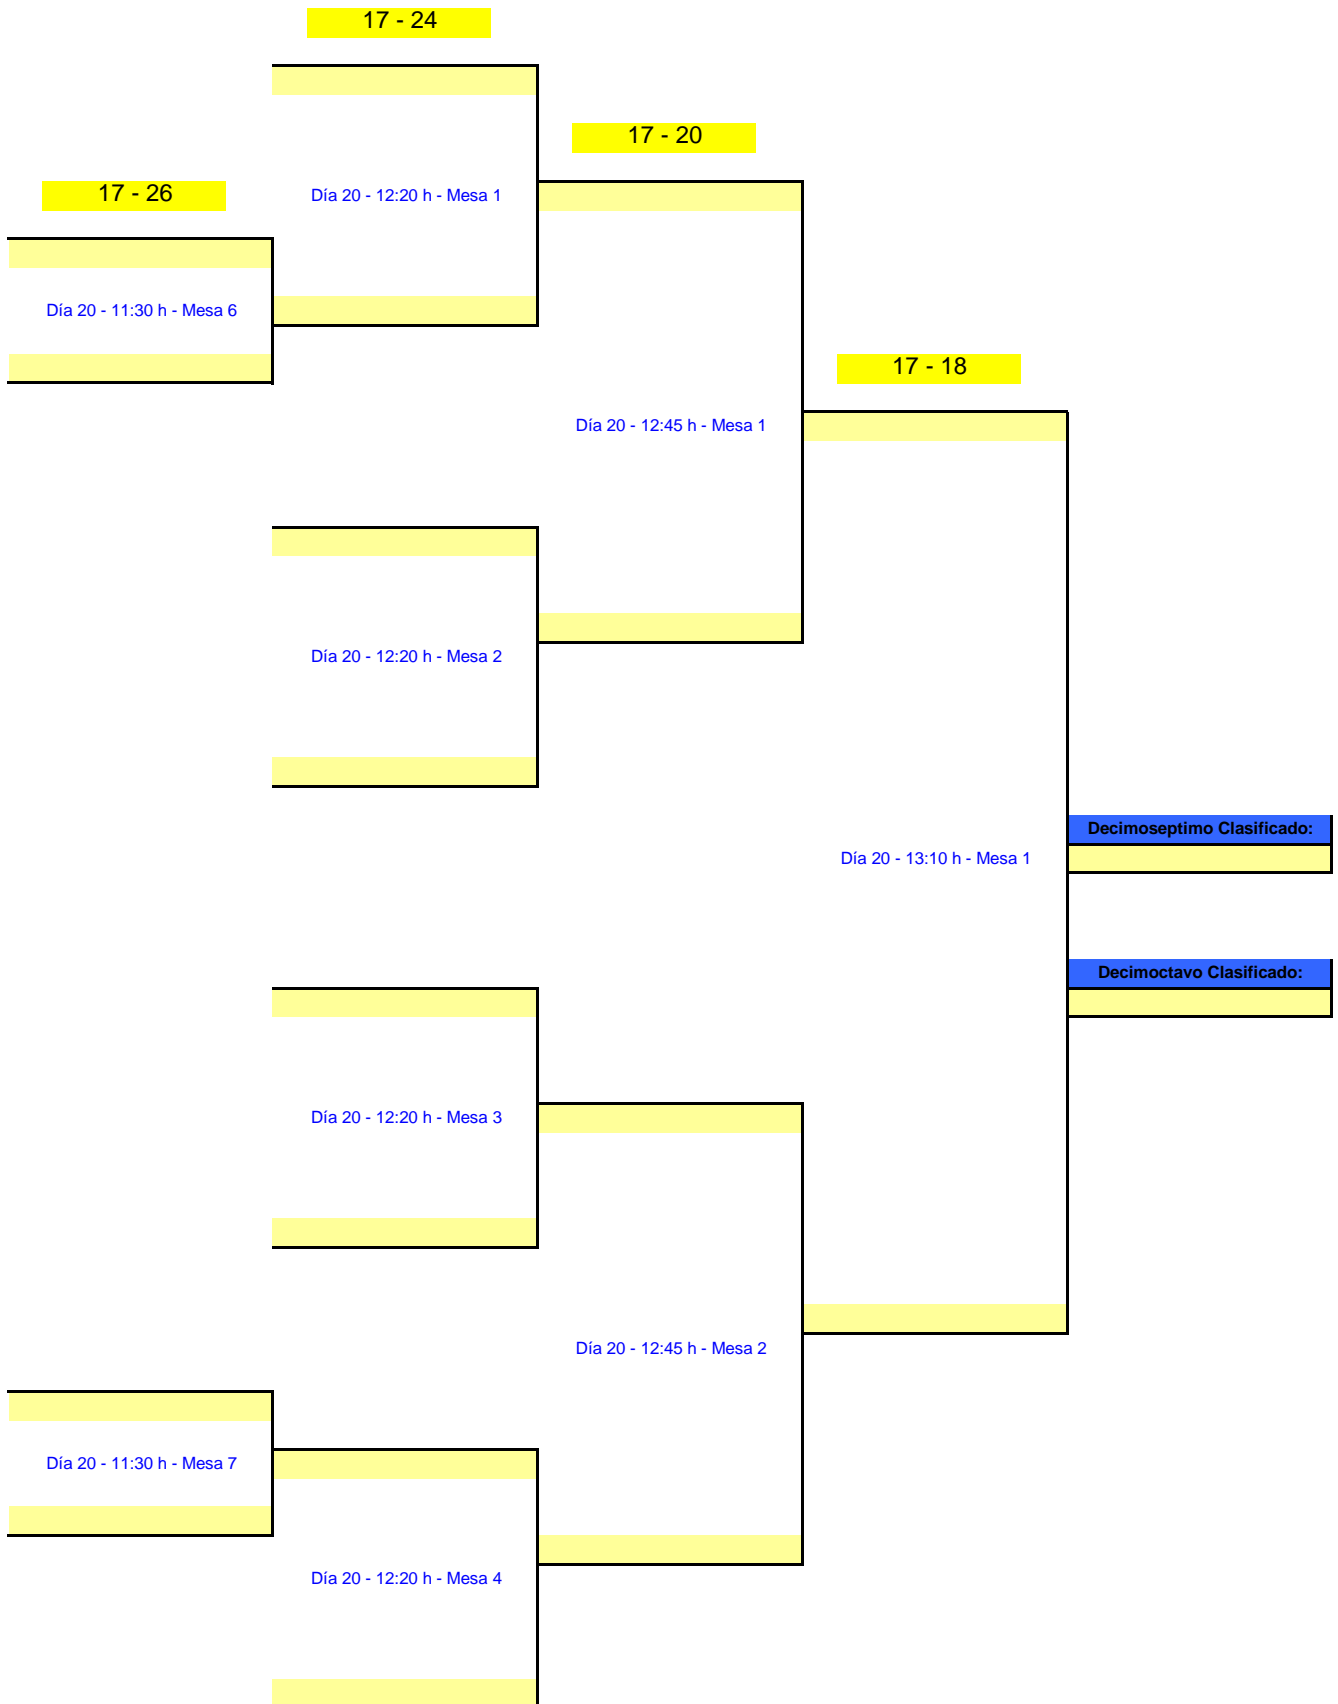 17 - 24
17 - 20
17 - 26
Día 20 - 12:20 h - Mesa 1
Día 20 - 11:30 h - Mesa 6
17 - 18
Día 20 - 12:45 h - Mesa 1
Día 20 - 12:20 h - Mesa 2
Decimoseptimo Clasificado:
Día 20 - 13:10 h - Mesa 1
Decimoctavo Clasificado:
Día 20 - 12:20 h - Mesa 3
Día 20 - 12:45 h - Mesa 2
Día 20 - 11:30 h - Mesa 7
Día 20 - 12:20 h - Mesa 4